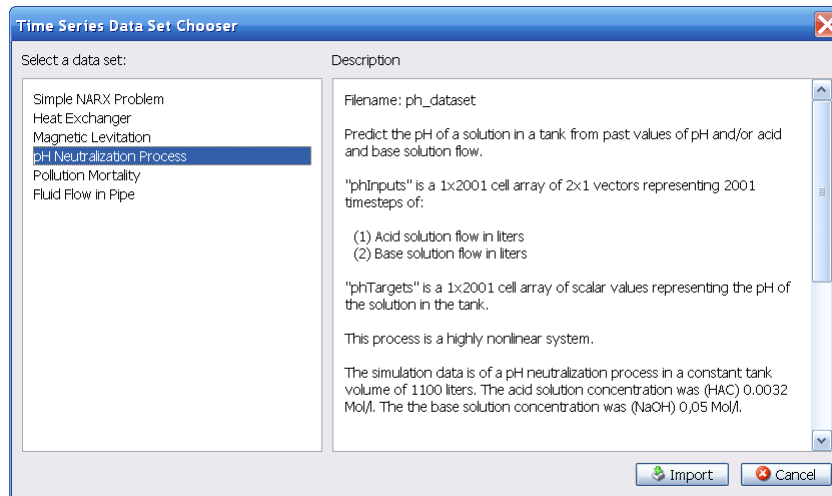 Time Series Data Set Chooser
Select a data set:
Simple NARX Problem
Heat Exchanger
Magnetic Levitation
pH Neutralization Process
Pollution Mortality
Fluid Flow in Pipe
Description
Filename: ph_dataset
Predict the pH of a solution in a tank from past values of pH and/or acid
and base solution flow.
"phInputs" is a 1x2001 cell array of 2x1 vectors representing 2001
timesteps of:
(1) Acid solution flow in liters
(2) Base solution flow in liters
"phTargets" is a 1x2001 cell array of scalar values representing the pH of
the solution in the tank.
This process is a highly nonlinear system.
The simulation data is of a pH neutralization process in a constant tank
volume of 1100 liters. The acid solution concentration was (HAC) 0.0032
Mol/l. The the base solution concentration was (NaOH) 0,05 Mol/l.
Import
Cancel